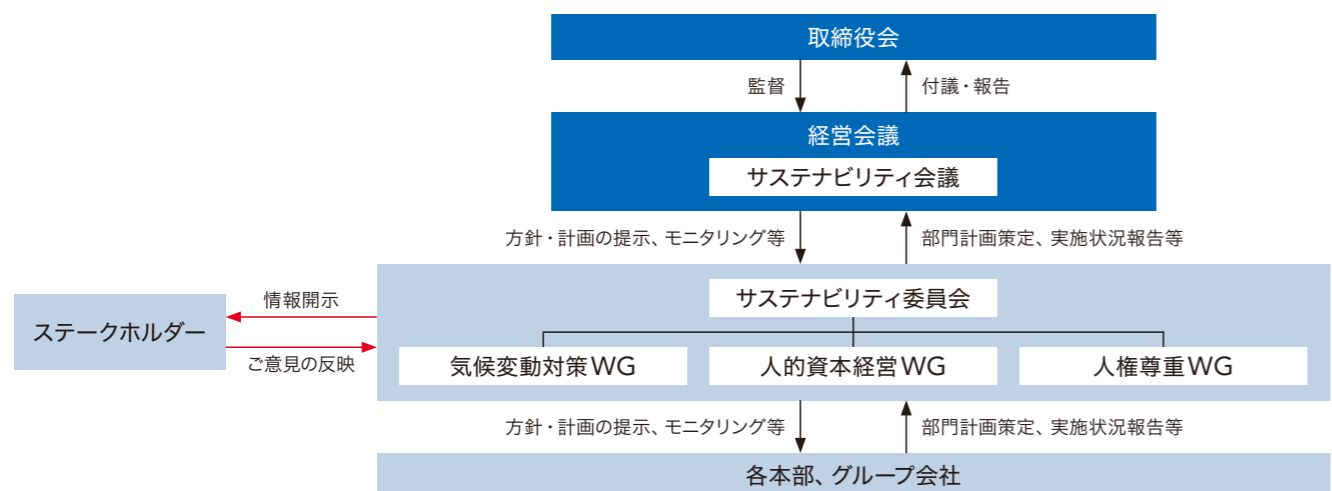 取締役会
監督
付議・報告
経営会議
サステナビリティ会議
方針・計画の提示、モニタリング等
部門計画策定、実施状況報告等
サステナビリティ委員会
情報開示
ステークホルダー
ご意見の反映
気候変動対策WG
人的資本経営WG
人権尊重WG
方針・計画の提示、モニタリング等
部門計画策定、実施状況報告等
各本部、グループ会社